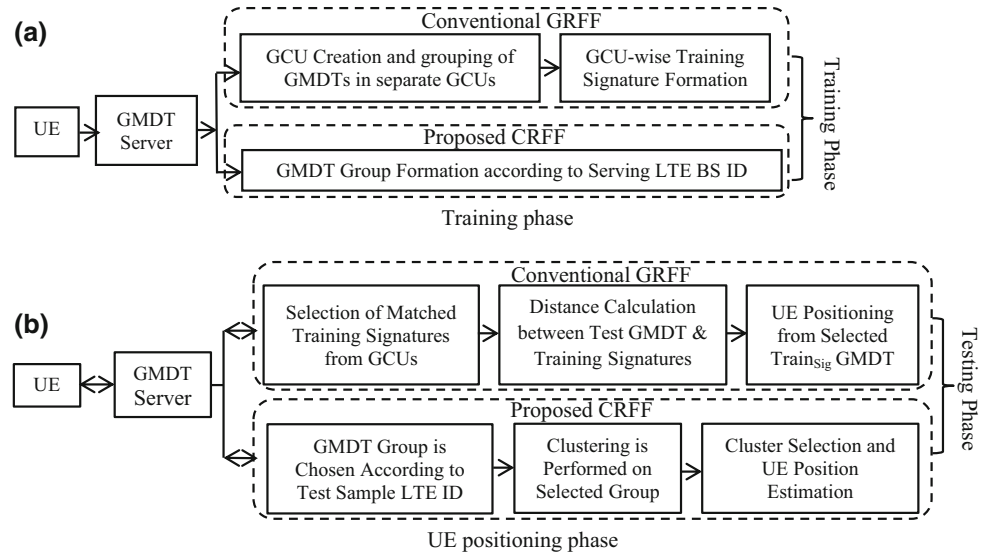 (a)
Conventional GRFF
GCU Creation and grouping of
GMDTs in separate GCUs
GCU-wise Training
Signature Formation
UE
GMDT
Server
Proposed CRFF
GMDT Group Formation according to Serving LTE BS ID
Training Phase
Training phase
(b)
Conventional GRFF
Selection of Matched
Training Signatures
from GCUs
Distance Calculation
between Test GMDT &
Training Signatures
UE Positioning
from Selected
TrainSig GMDT
UE
GMDT
Server
Proposed CRFF
GMDT Group is
Chosen According to
Test Sample LTE ID
Clustering is
Performed on
Selected Group
Cluster Selection and
UE Position
Estimation
Testing Phase
UE positioning phase